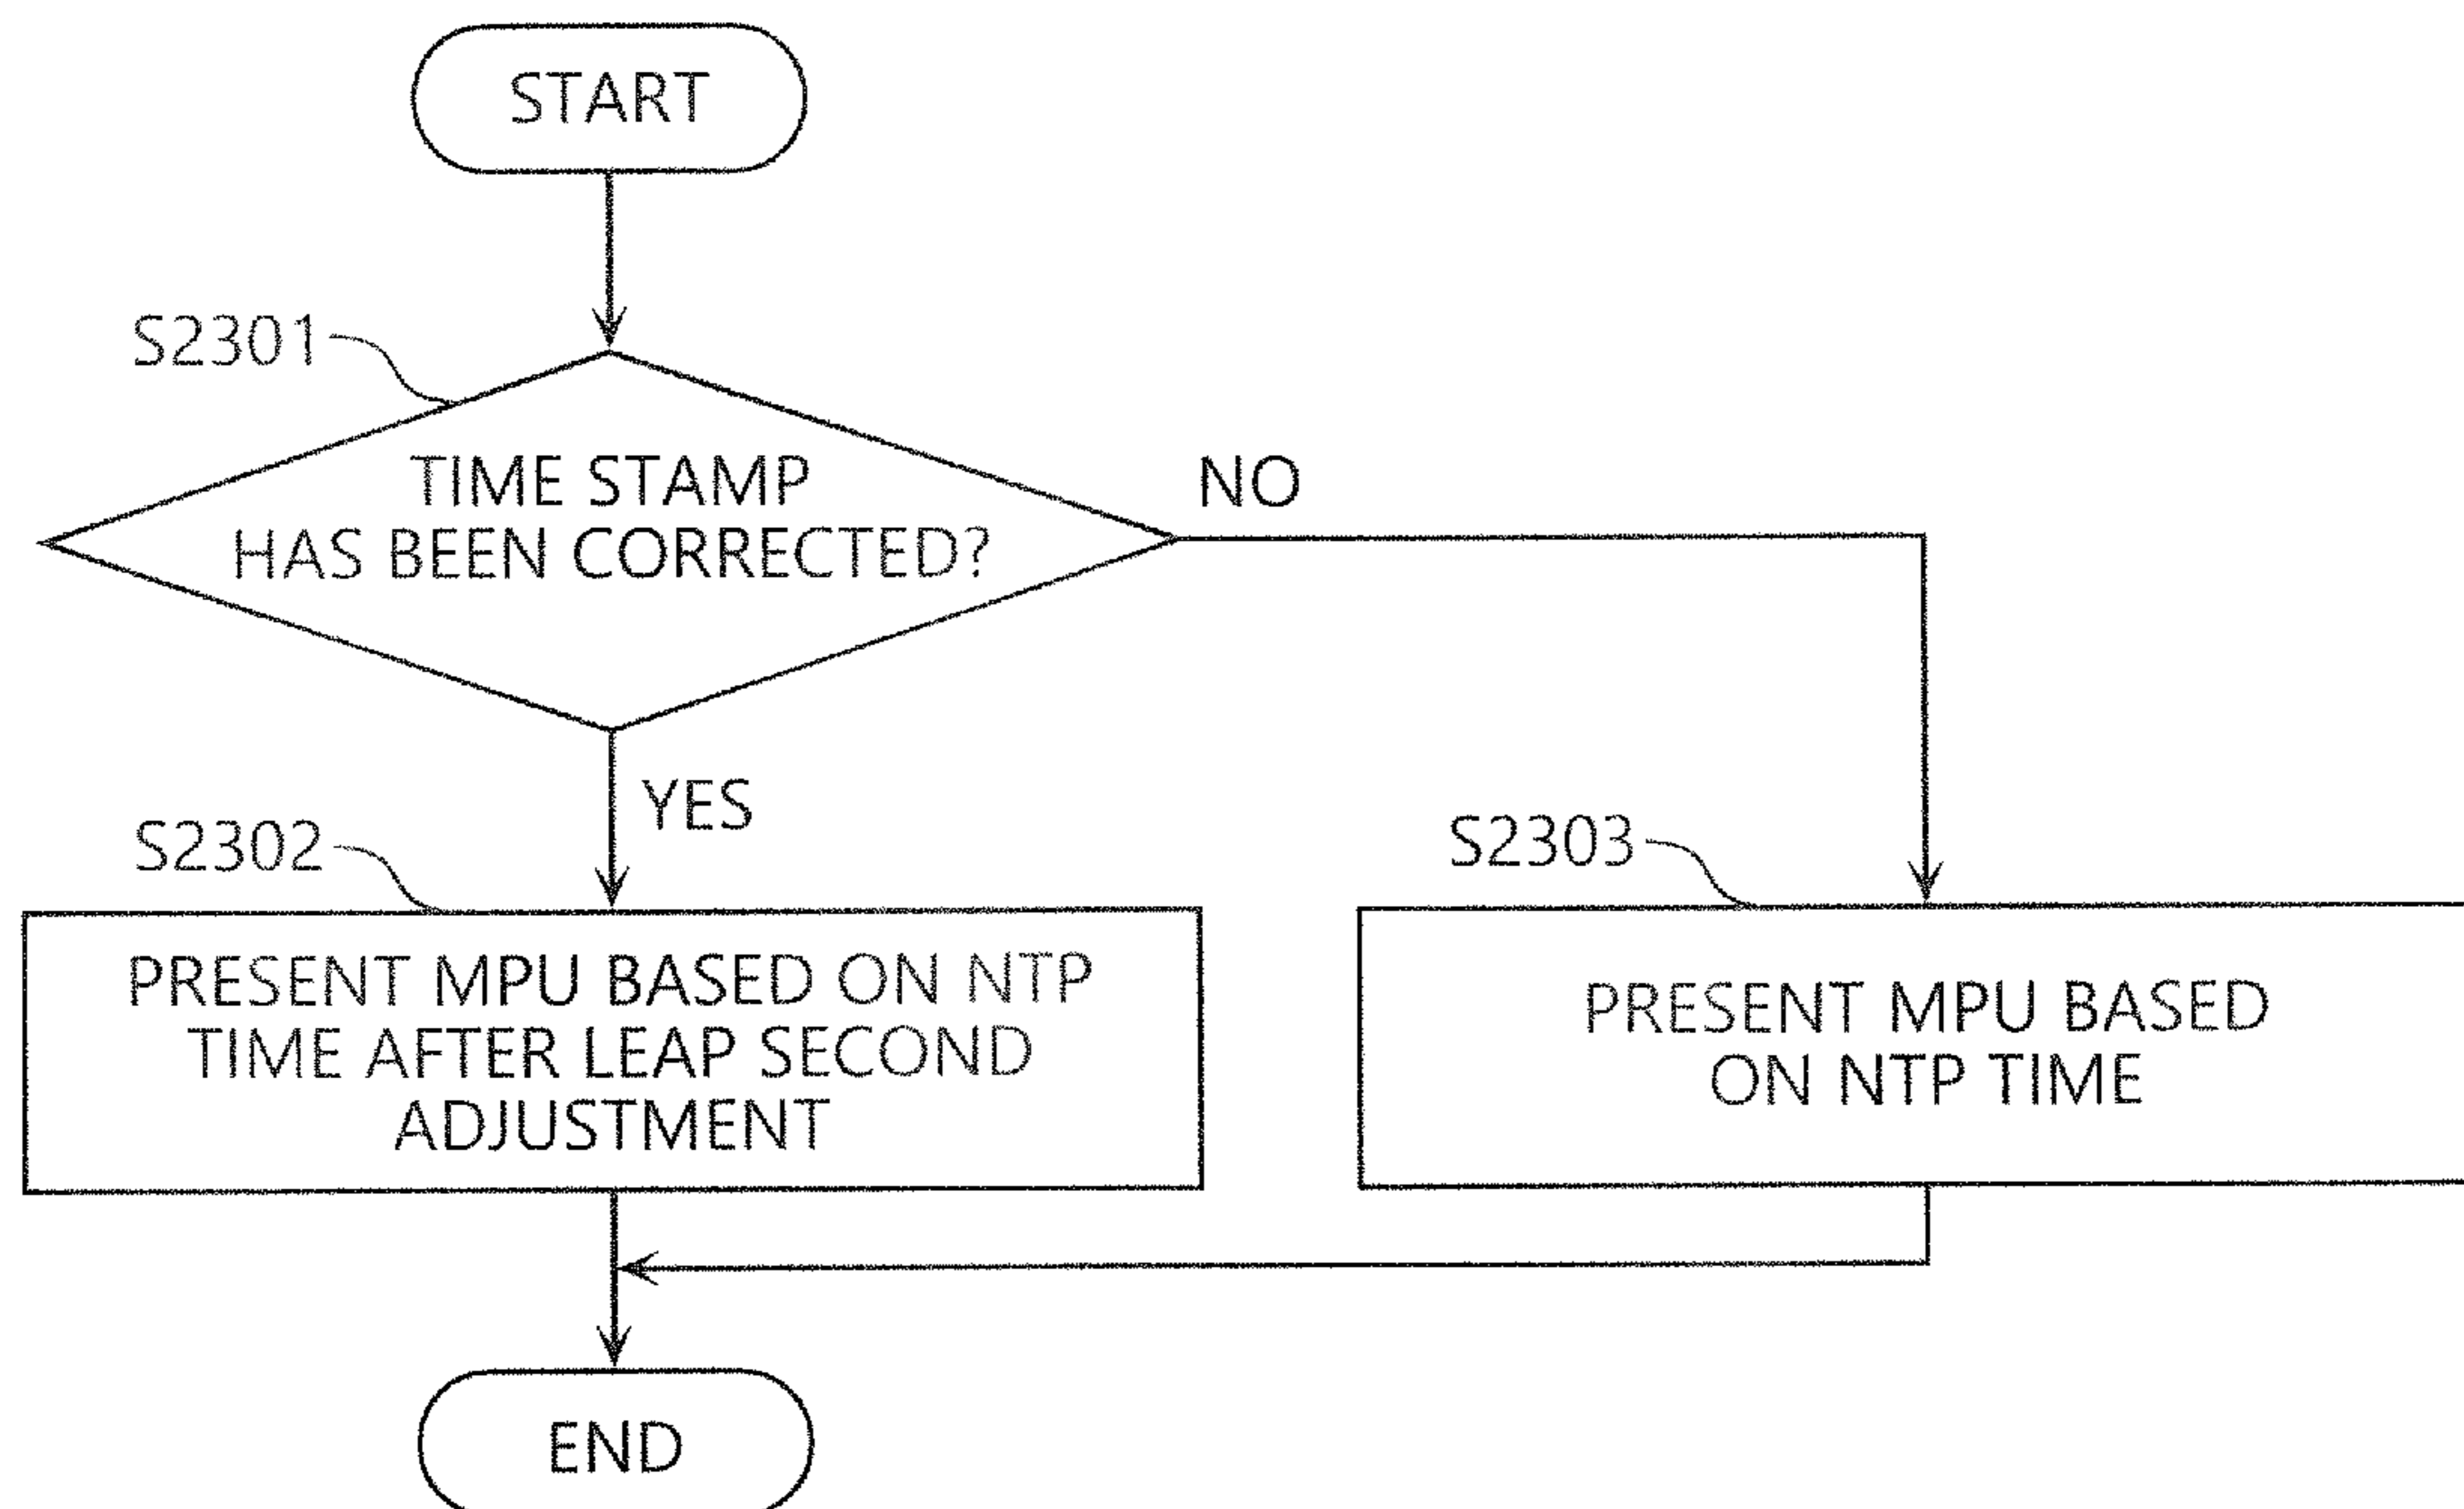 START
S2301
TIME STAMP
HAS BEEN CORRECTED?
NO
YES
S2302
PRESENT MPU BASED ON NTP
TIME AFTER LEAP SECOND
ADJUSTMENT
S2303
PRESENT MPU BASED
ON NTP TIME
END